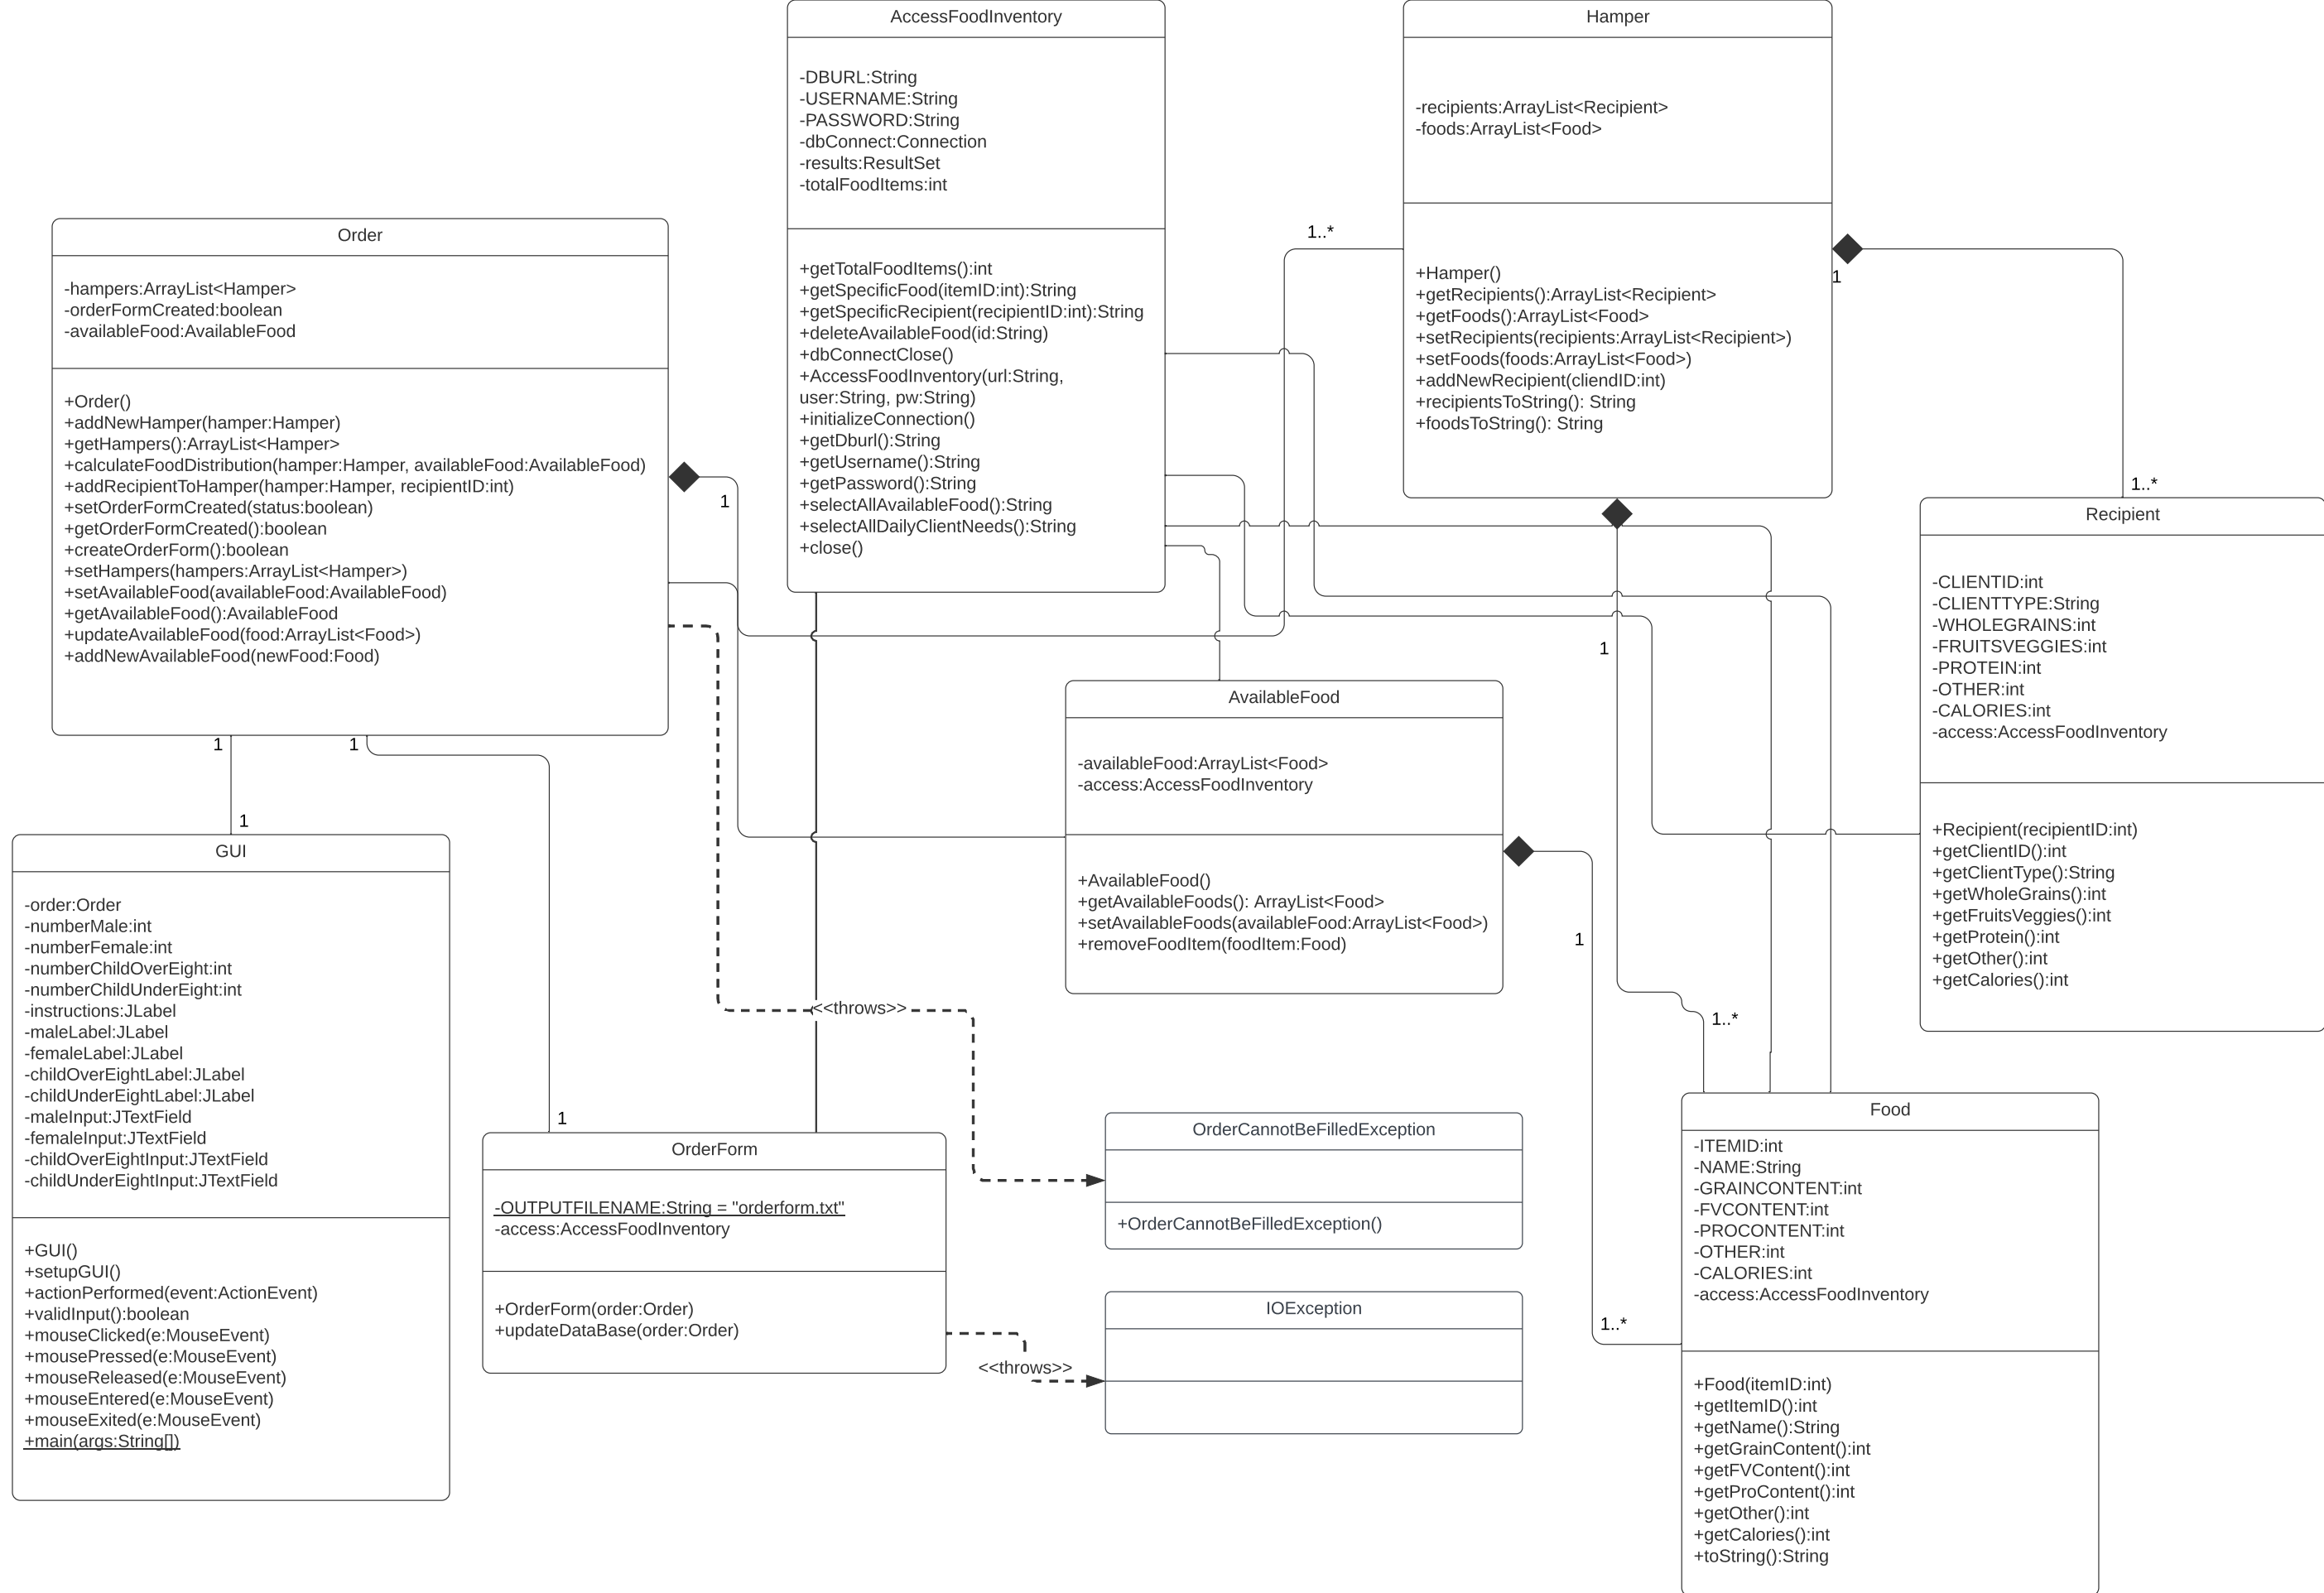 AccessFoodInventory
-DBURL:String
-USERNAME:String
-PASSWORD:String
-dbConnect:Connection
-results:ResultSet
-totalFoodItems:int
+getTotalFoodItems():int
+getSpecificFood(itemID:int):String
+getSpecificRecipient(recipientID:int):String
+deleteAvailableFood(id:String)
+dbConnectClose()
+AccessFoodInventory(url:String,
user:String, pw:String)
+initializeConnection()
+getDburl():String
+getUsername():String
+getPassword():String
+selectAllAvailableFood():String
+selectAllDailyClientNeeds():String
+close()
Hamper
-recipients:ArrayList<Recipient>
-foods:ArrayList<Food>
+Hamper()
+getRecipients():ArrayList<Recipient>
+getFoods():ArrayList<Food>
+setRecipients(recipients:ArrayList<Recipient>)
+setFoods(foods:ArrayList<Food>)
+addNewRecipient(cliendID:int)
+recipientsToString(): String
+foodsToString(): String
1..*
1
1..*
Order
-hampers:ArrayList<Hamper>
-orderFormCreated:boolean
-availableFood:AvailableFood
+Order()
+addNewHamper(hamper:Hamper)
+getHampers():ArrayList<Hamper>
+calculateFoodDistribution(hamper:Hamper, availableFood:AvailableFood)
+addRecipientToHamper(hamper:Hamper, recipientID:int)
+setOrderFormCreated(status:boolean)
+getOrderFormCreated():boolean
+createOrderForm():boolean
+setHampers(hampers:ArrayList<Hamper>)
+setAvailableFood(availableFood:AvailableFood)
+getAvailableFood():AvailableFood
+updateAvailableFood(food:ArrayList<Food>)
+addNewAvailableFood(newFood:Food)
1
1
1
1
1
Recipient
-CLIENTID:int
-CLIENTTYPE:String
-WHOLEGRAINS:int
-FRUITSVEGGIES:int
-PROTEIN:int
-OTHER:int
-CALORIES:int
-access:AccessFoodInventory
+Recipient(recipientID:int)
+getClientID():int
+getClientType():String
+getWholeGrains():int
+getFruitsVeggies():int
+getProtein():int
+getOther():int
+getCalories():int
AvailableFood
-availableFood:ArrayList<Food>
-access:AccessFoodInventory
+AvailableFood()
+getAvailableFoods(): ArrayList<Food>
+setAvailableFoods(availableFood:ArrayList<Food>)
+removeFoodItem(foodItem:Food)
1
1..*
GUI
-order:Order
-numberMale:int
-numberFemale:int
-numberChildOverEight:int
-numberChildUnderEight:int
-instructions:JLabel
-maleLabel:JLabel
-femaleLabel:JLabel
-childOverEightLabel:JLabel
-childUnderEightLabel:JLabel
-maleInput:JTextField
-femaleInput:JTextField
-childOverEightInput:JTextField
-childUnderEightInput:JTextField
+GUI()
+setupGUI()
+actionPerformed(event:ActionEvent)
+validInput():boolean
+mouseClicked(e:MouseEvent)
+mousePressed(e:MouseEvent)
+mouseReleased(e:MouseEvent)
+mouseEntered(e:MouseEvent)
+mouseExited(e:MouseEvent)
+main(args:String[])
<<throws>>
1
OrderForm
-OUTPUTFILENAME:String = "orderform.txt"
-access:AccessFoodInventory
+OrderForm(order:Order)
+updateDataBase(order:Order)
<<throws>>
OrderCannotBeFilledException
+OrderCannotBeFilledException()
IOException
1..*
Food
-ITEMID:int
-NAME:String
-GRAINCONTENT:int
-FVCONTENT:int
-PROCONTENT:int
-OTHER:int
-CALORIES:int
-access:AccessFoodInventory
+Food(itemID:int)
+getItemID():int
+getName():String
+getGrainContent():int
+getFVContent():int
+getProContent():int
+getOther():int
+getCalories():int
+toString():String